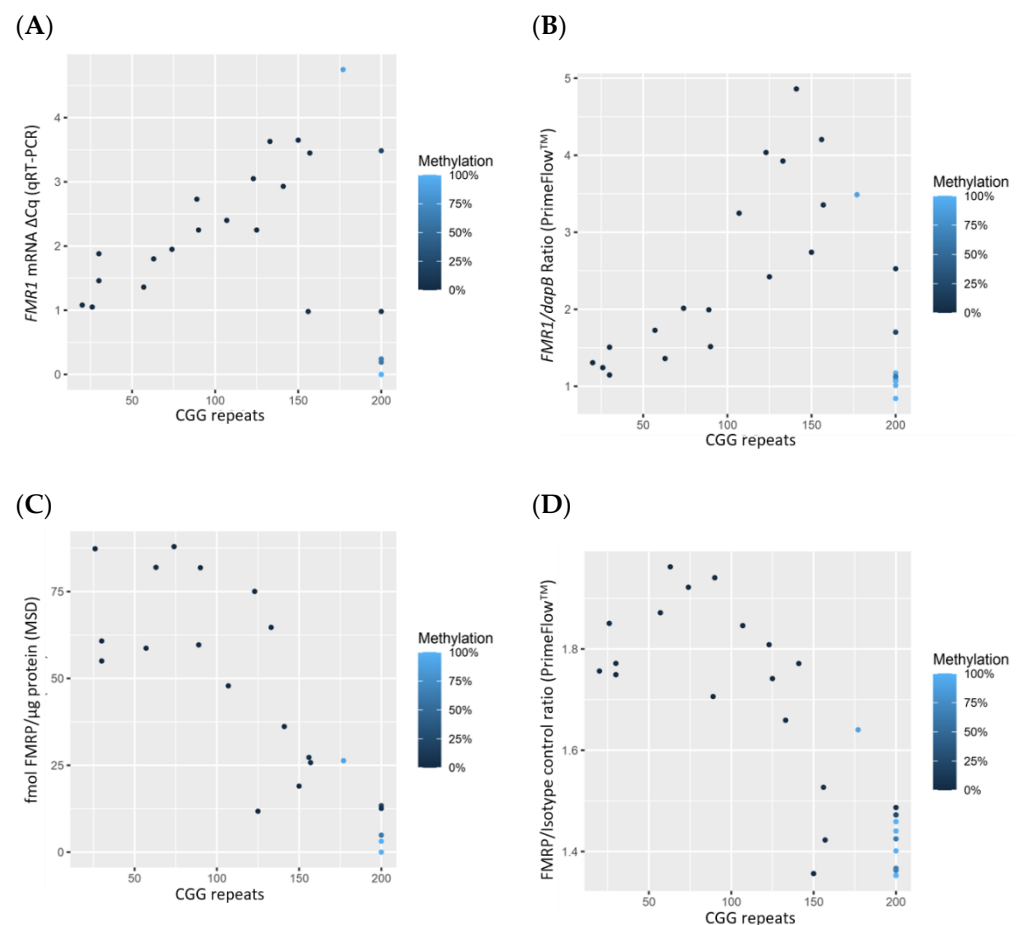 (A)
FMR1 mRNA ΔCq (qRT-PCR)
4
3
2
1
0
50 100 150 200
CGG repeats
Methylation
100%
75%
50%
25%
0%
(B)
FMR1/dapB Ratio (PrimeFlow™)
5
4
3
2
1
50 100 150 200
CGG repeats
Methylation
100%
75%
50%
25%
0%
(C)
fmol FMRP/µg protein (MSD)
75
50
25
0
50 100 150 200
CGG repeats
Methylation
100%
75%
50%
25%
0%
(D)
FMRP/Isotype control ratio (PrimeFlow™)
1.8
1.6
1.4
50 100 150 200
CGG repeats
Methylation
100%
75%
50%
25%
0%